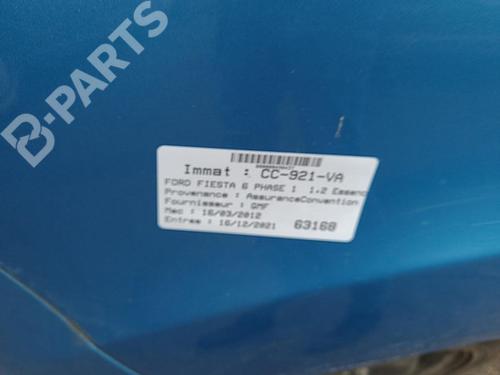 B-PARTS
Immat : CC-921-VA
FORD FIESTA 6 PHASE 1 1.2 Essenc
Provenance : AssuranceConvention
Fournisseur : GMF
Mec : 16/03/2012
Entree : 16/12/2021 63168